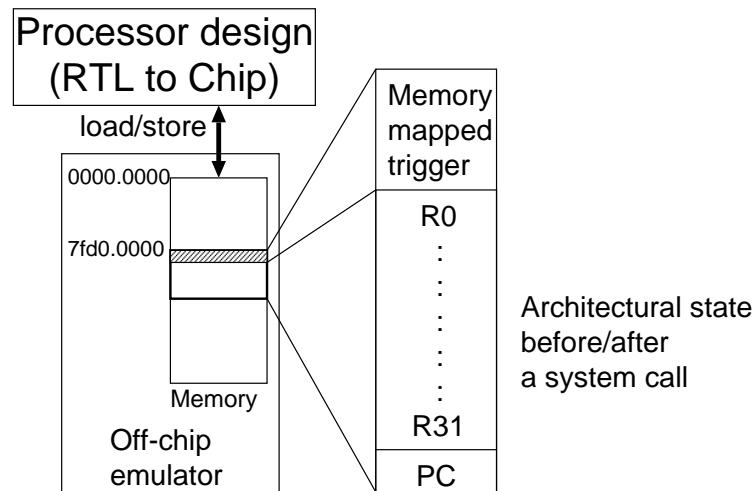 Processor design
(RTL to Chip)
load/store
0000.0000
7fd0.0000
Memory
Off-chip
emulator
Memory
mapped
trigger
R0
:
:
:
:
:
R31
PC
Architectural state
before/after
a system call